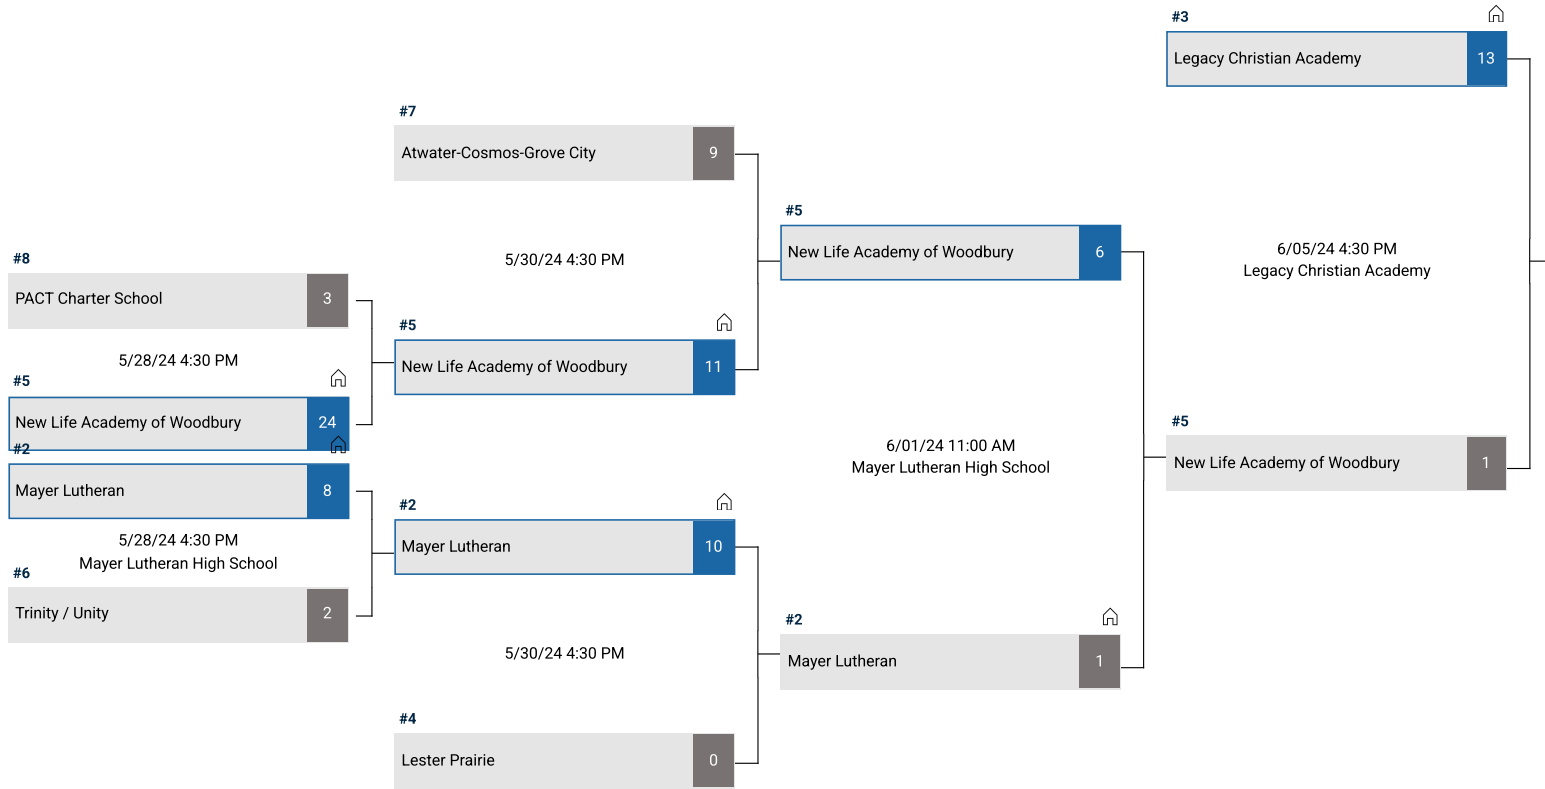 #8
PACT Charter School 3
5/28/24 4:30 PM
#5
New Life Academy of Woodbury 24
#2
Mayer Lutheran 8
5/28/24 4:30 PM
Mayer Lutheran High School
#6
Trinity / Unity 2
#7
Atwater-Cosmos-Grove City 9
5/30/24 4:30 PM
#5
New Life Academy of Woodbury 11
#2
Mayer Lutheran 10
5/30/24 4:30 PM
#4
Lester Prairie 0
#5
New Life Academy of Woodbury 6
6/01/24 11:00 AM
Mayer Lutheran High School
#2
Mayer Lutheran 1
#3
Legacy Christian Academy 13
6/05/24 4:30 PM
Legacy Christian Academy
#5
New Life Academy of Woodbury 1